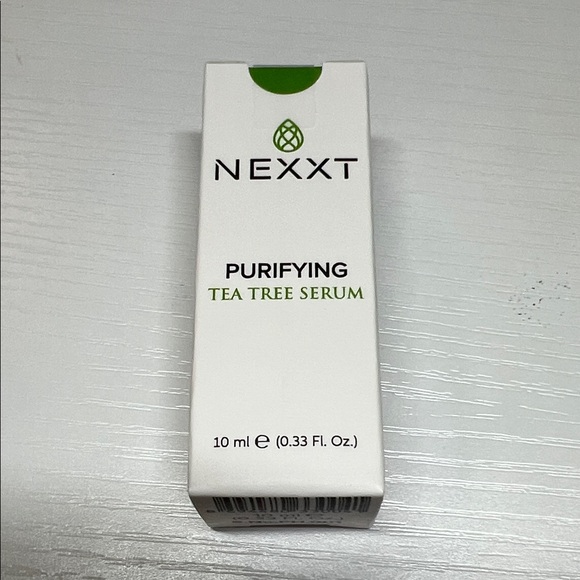 NEXXT
PURIFYING
TEA TREE SERUM
10 ml ℮ (0.33 Fl. Oz.)